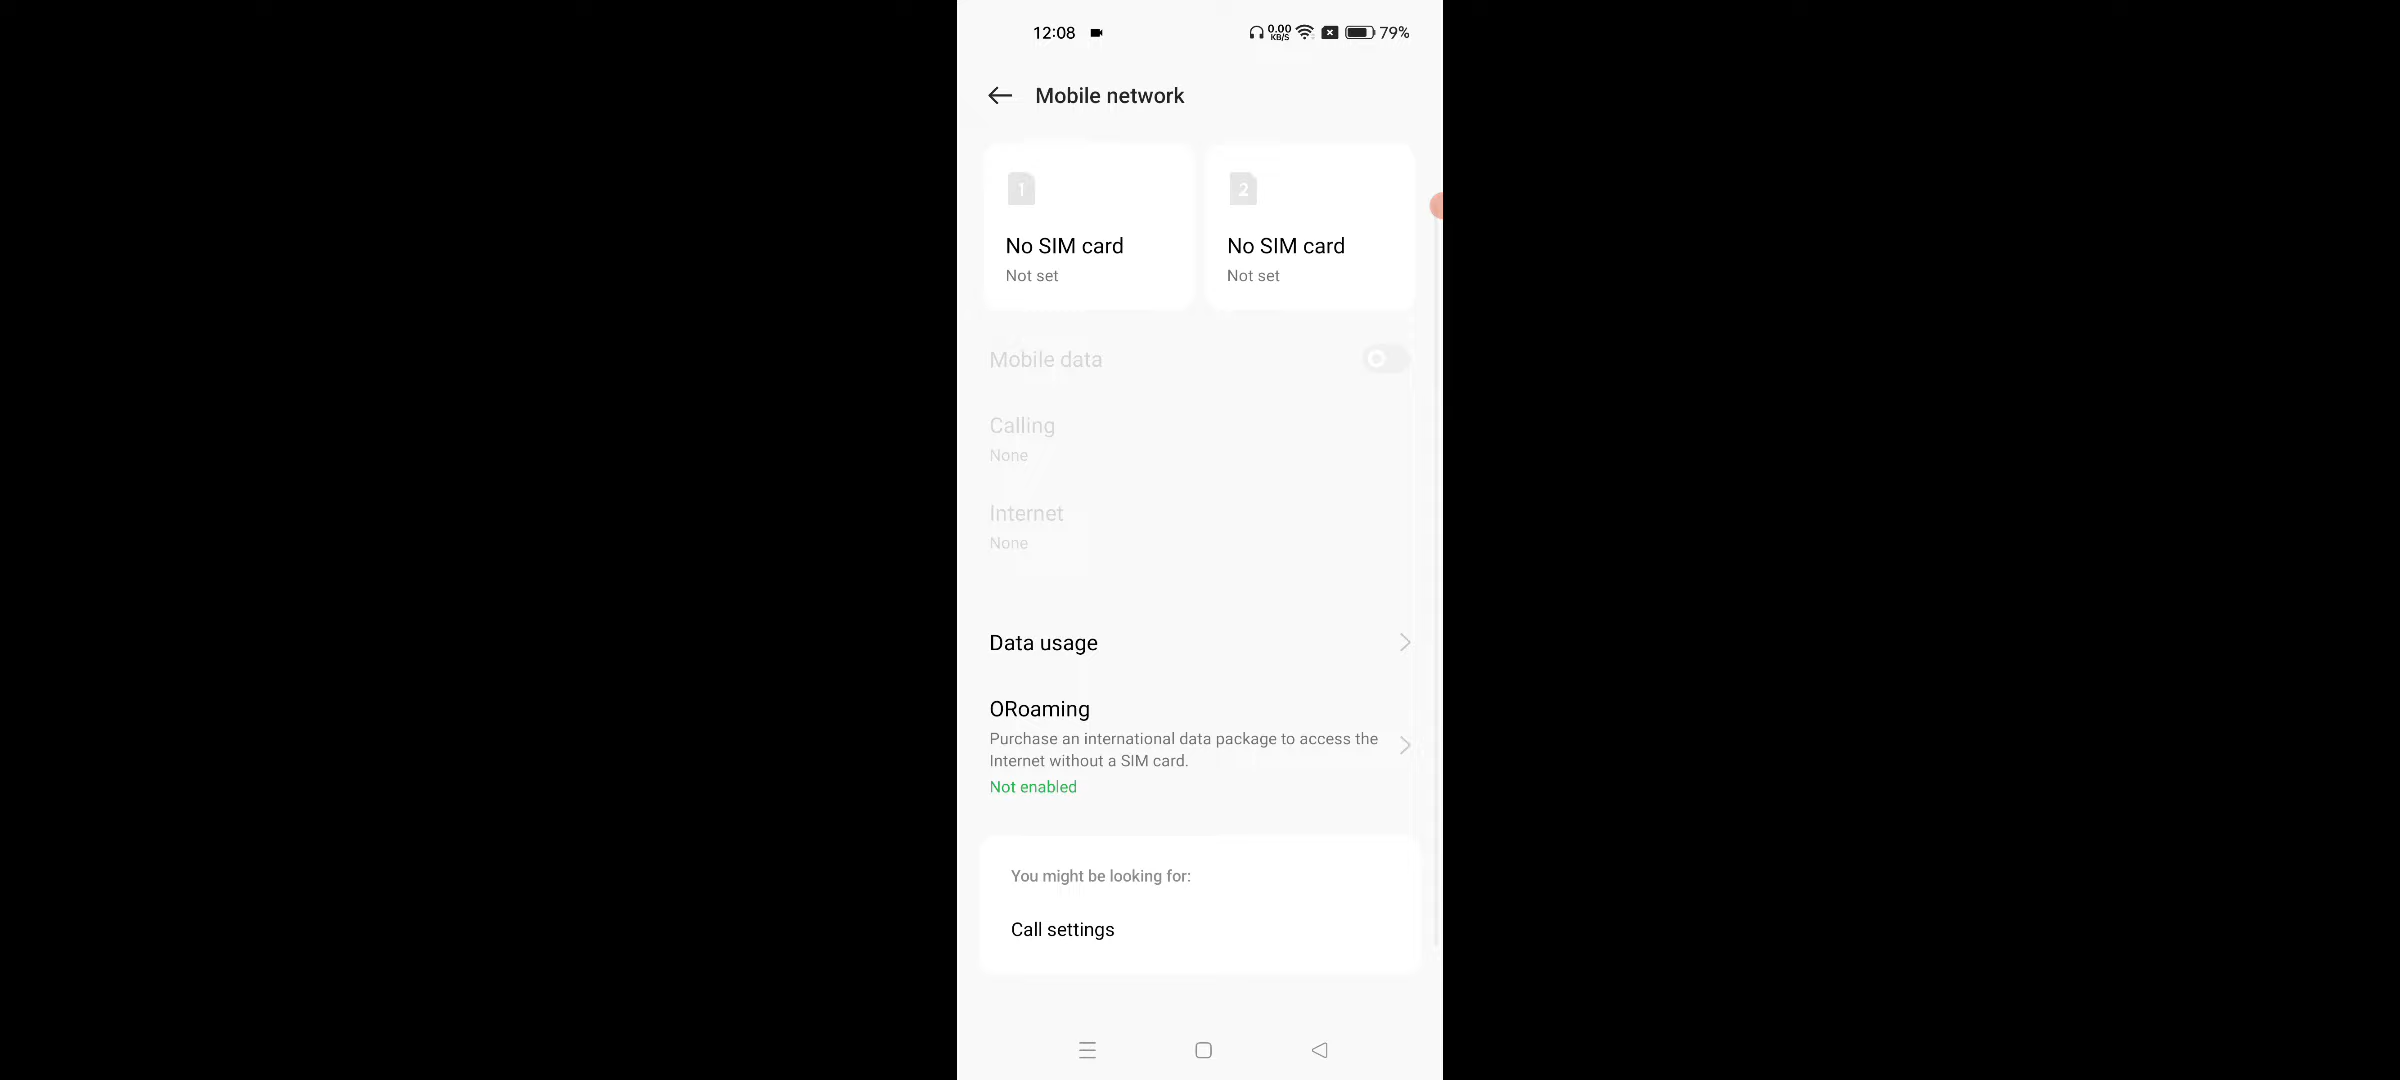 12:08 0.00 KB/S 79%
Mobile network
1 2
No SIM card No SIM card
Not set Not set
Mobile data
Calling
None
Internet
None
Data usage
ORoaming
Purchase an international data package to access the
Internet without a SIM card.
Not enabled
You might be looking for:
Call settings